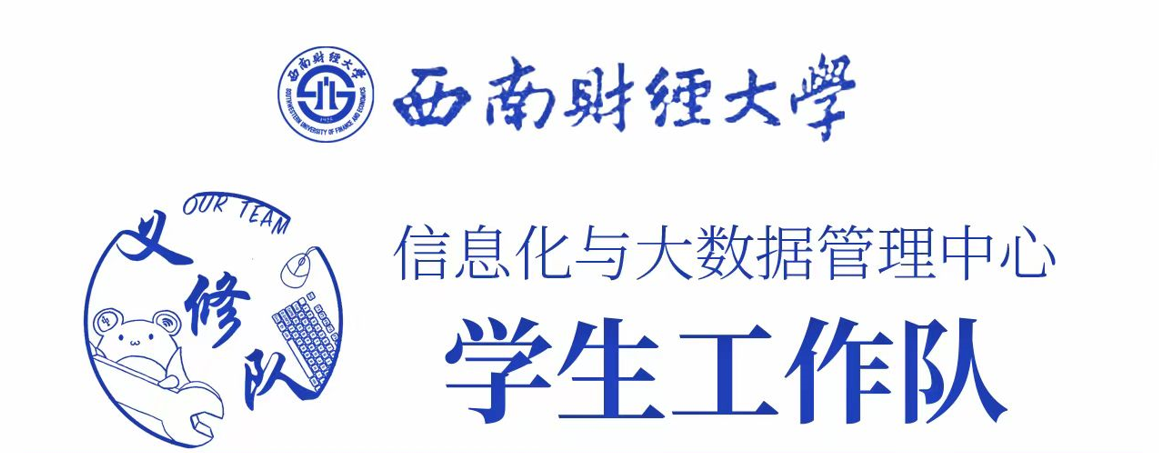 西南财经大学
SOUTHWESTERN UNIVERSITY OF FINANCE AND ECONOMICS
1925
西南财经大學
OUR TEAM
义修队
信息化与大数据管理中心
学生工作队